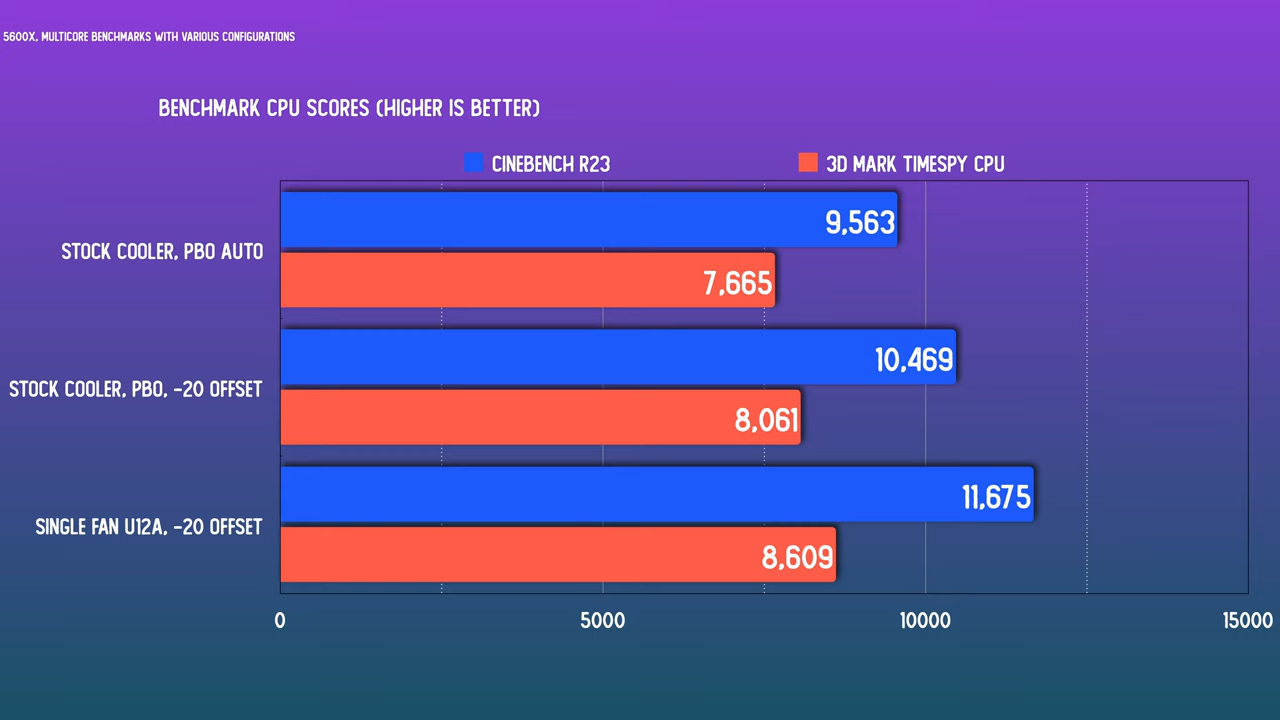 5600X, MULTICORE BENCHMARKS WITH VARIOUS CONFIGURATIONS
BENCHMARK CPU SCORES (HIGHER IS BETTER)
CINEBENCH R23
3D MARK TIMESPY CPU
STOCK COOLER, PBO AUTO
9,563
7,665
STOCK COOLER, PBO, -20 OFFSET
10,469
8,061
SINGLE FAN U12A, -20 OFFSET
11,675
8,609
0 5000 10000 15000